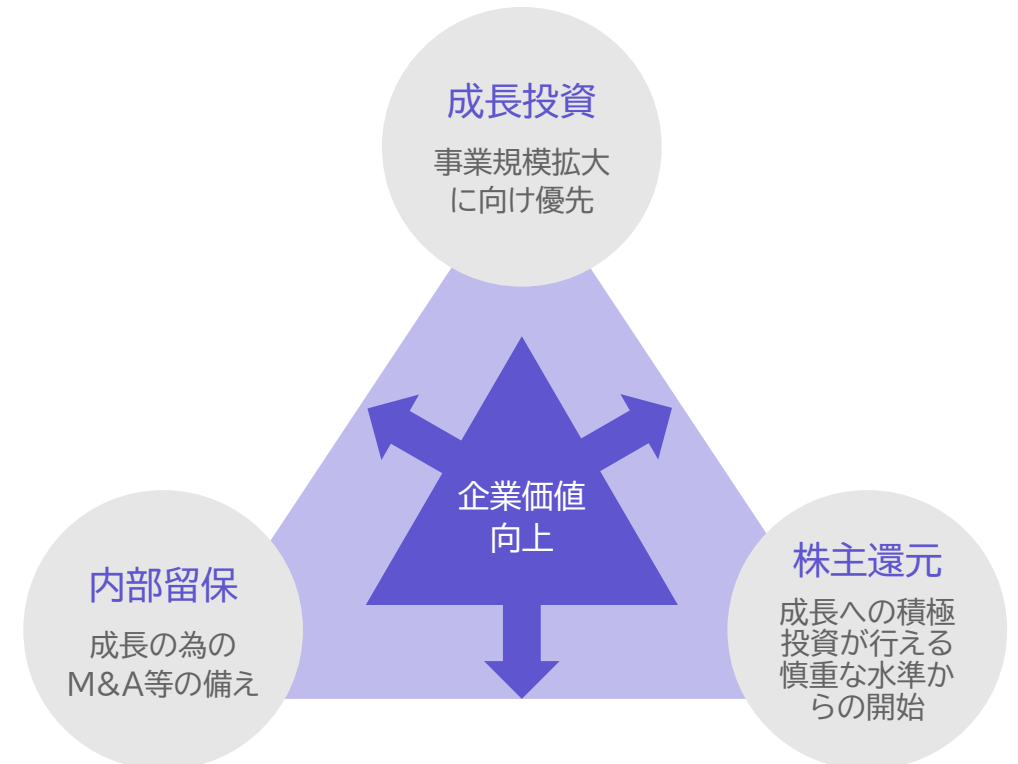 成長投資
事業規模拡大
に向け優先
企業価値
向上
内部留保
成長の為の
M&A等の備え
株主還元
成長への積極
投資が行える
慎重な水準か
らの開始